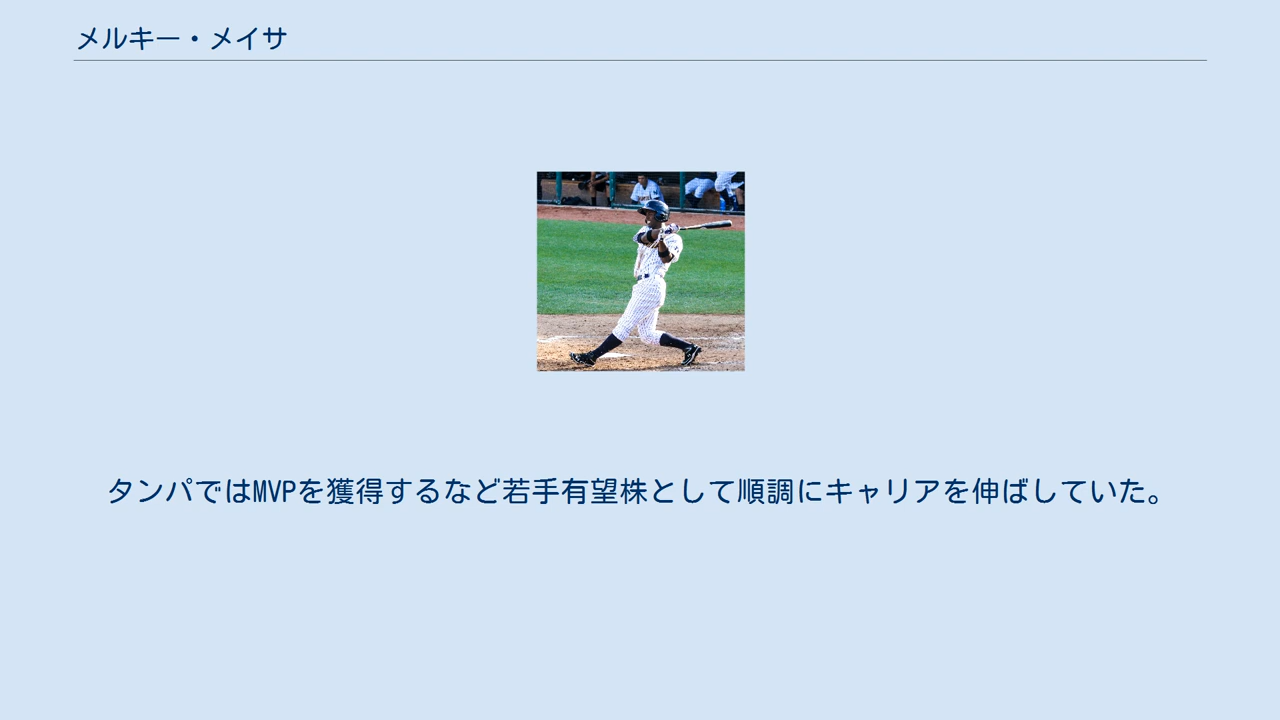 メルキー・メイサ
タンパではMVPを獲得するなど若手有望株として順調にキャリアを伸ばしていた。